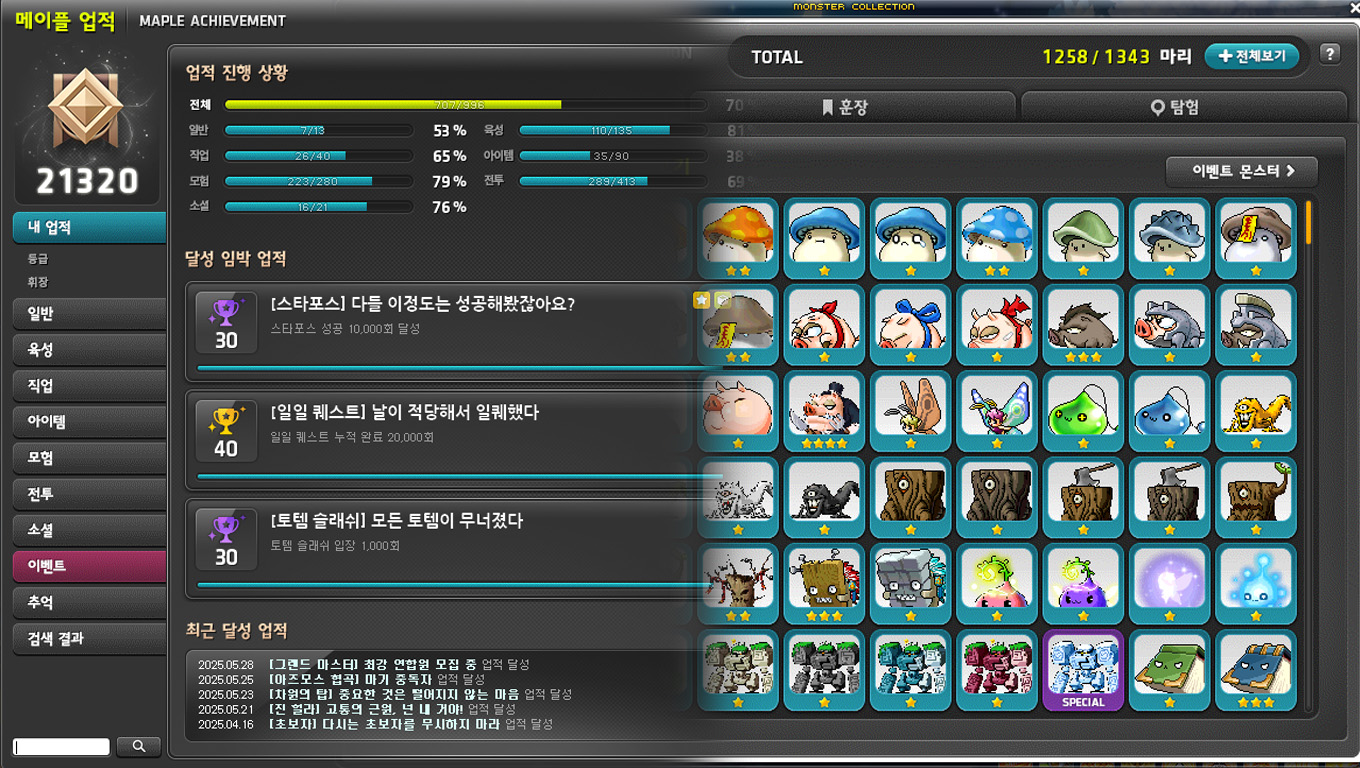 메이플 업적 MAPLE ACHIEVEMENT
MONSTER COLLECTION
21320
내 업적
등급
휘장
일반
육성
직업
아이템
모험
전투
소셜
이벤트
추억
검색 결과
업적 진행 상황
전체 707/996 70
일반 7/13 53 % 육성 110/135 81
직업 26/40 65 % 아이템 35/90 38
모험 223/280 79 % 전투 289/413 69
소셜 16/21 76 %
달성 임박 업적
30
[스타포스] 다들 이정도는 성공해봤잖아요?
스타포스 성공 10,000회 달성
40
[일일 퀘스트] 날이 적당해서 일퀘했다
일일 퀘스트 누적 완료 20,000회
30
[토템 슬래쉬] 모든 토템이 무너졌다
토템 슬래쉬 입장 1,000회
최근 달성 업적
2025.05.28 [그랜드 마스터] 최강 연합원 모집 중 업적 달성
2025.05.25 [아즈모스 협곡] 마기 중독자 업적 달성
2025.05.23 [차원의 탑] 중요한 것은 떨어지지 않는 마음 업적 달성
2025.05.21 [진 힐라] 고통의 근원, 넌 내 거야! 업적 달성
2025.04.16 [초보자] 다시는 초보자를 무시하지 마라 업적 달성
TOTAL 1258 / 1343 마리 +전체보기 ?
훈장 탐험
이벤트 몬스터
SPECIAL